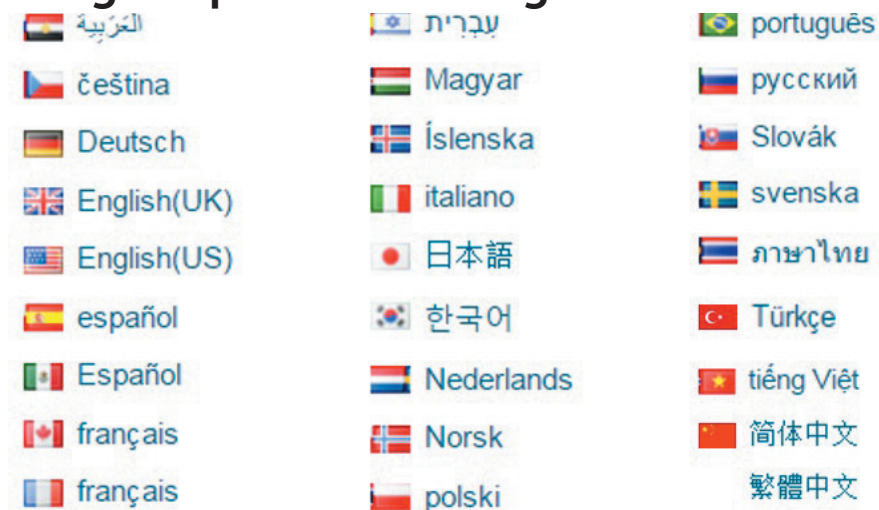 العَرَبِية
čeština
Deutsch
English(UK)
English(US)
español
Español
français
français
עִבְרִית
Magyar
Íslenska
italiano
日本語
한국어
Nederlands
Norsk
polski
português
русский
Slovák
svenska
ภาษาไทย
Türkçe
tiếng Việt
简体中文
繁體中文